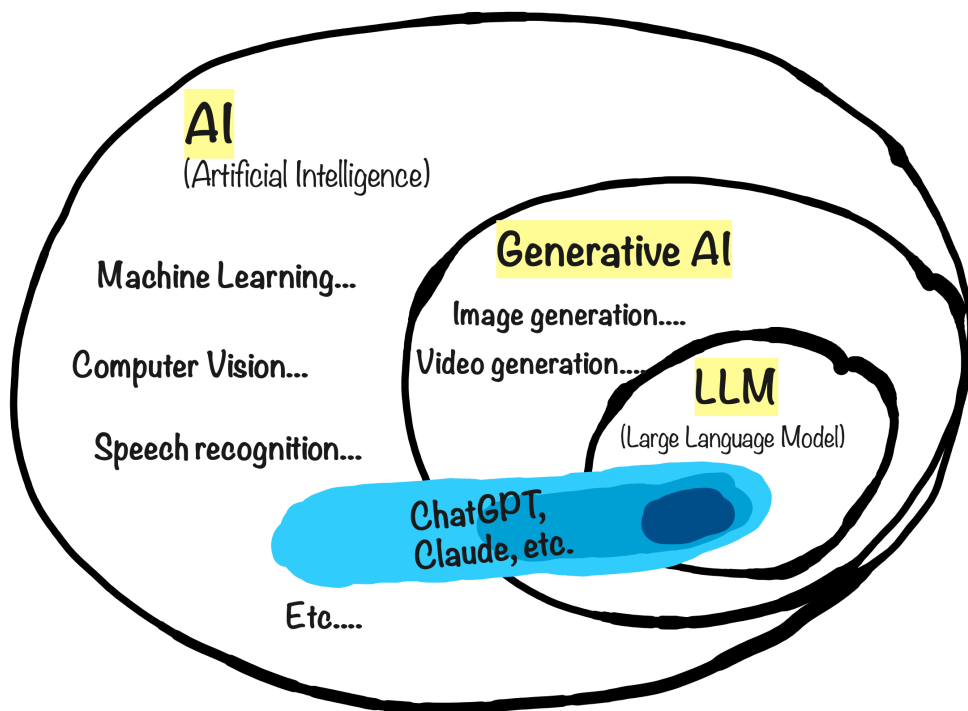 AI
(Artificial Intelligence)
Generative AI
Machine Learning...
Image generation....
Video generation....
Computer Vision...
LLM
(Large Language Model)
Speech recognition...
ChatGPT,
Claude, etc.
Etc....